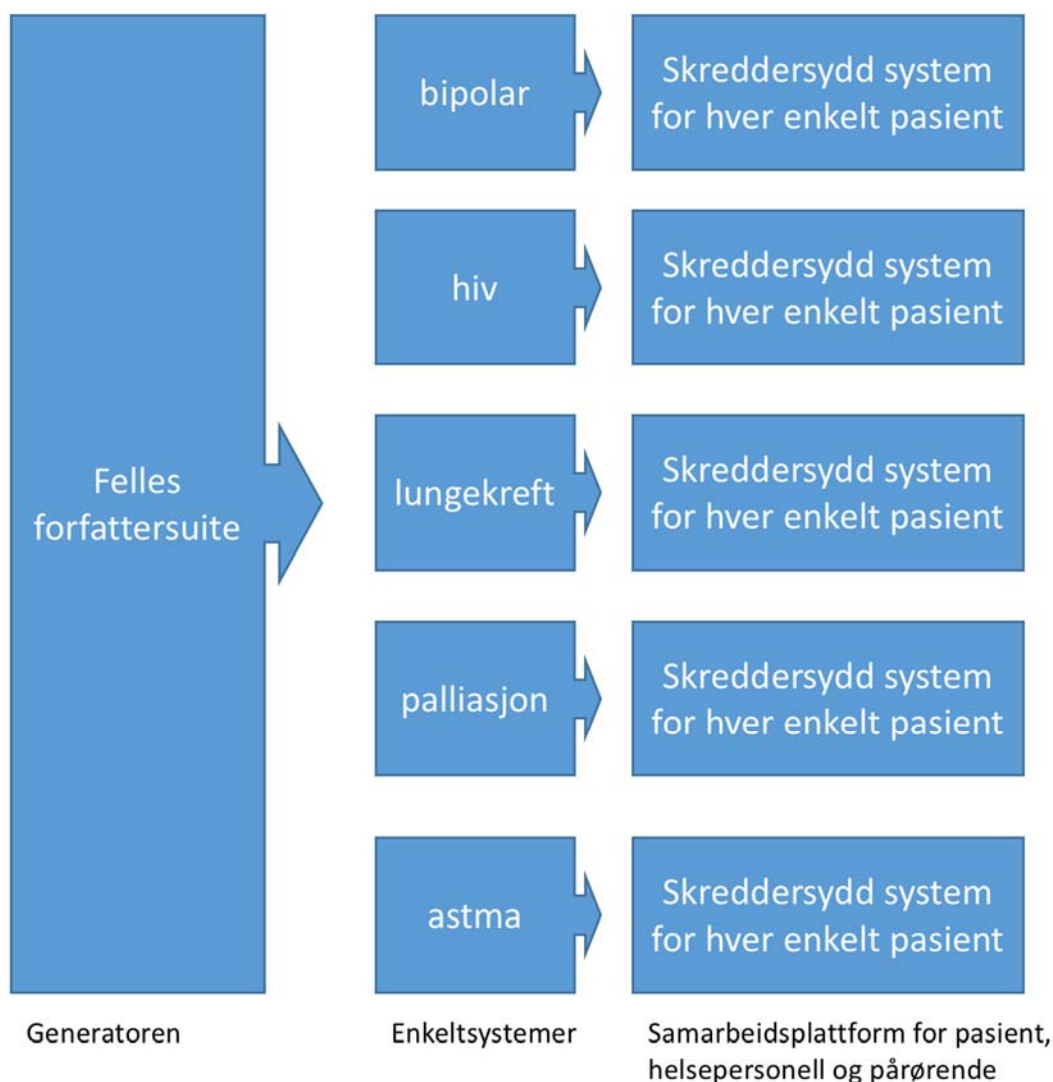 Felles
forfattersuite
bipolar
Skreddersydd system
for hver enkelt pasient
hiv
Skreddersydd system
for hver enkelt pasient
lungekreft
Skreddersydd system
for hver enkelt pasient
palliasjon
Skreddersydd system
for hver enkelt pasient
astma
Skreddersydd system
for hver enkelt pasient
Generatoren
Enkeltsystemer
Samarbeidsplattform for pasient,
helsepersonell og pårørende